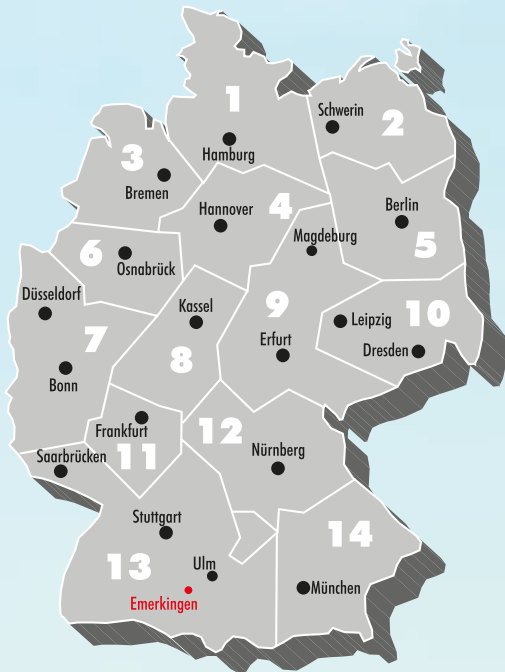 1
Schwerin
2
Hamburg
3
Bremen
Hannover
4
Berlin
Magdeburg
5
6
Osnabrück
Düsseldorf
Kassel
9
10
Leipzig
7
Erfurt
Dresden
8
Bonn
Frankfurt
12
11
Nürnberg
Saarbrücken
Stuttgart
14
13
Ulm
München
Emerkingen